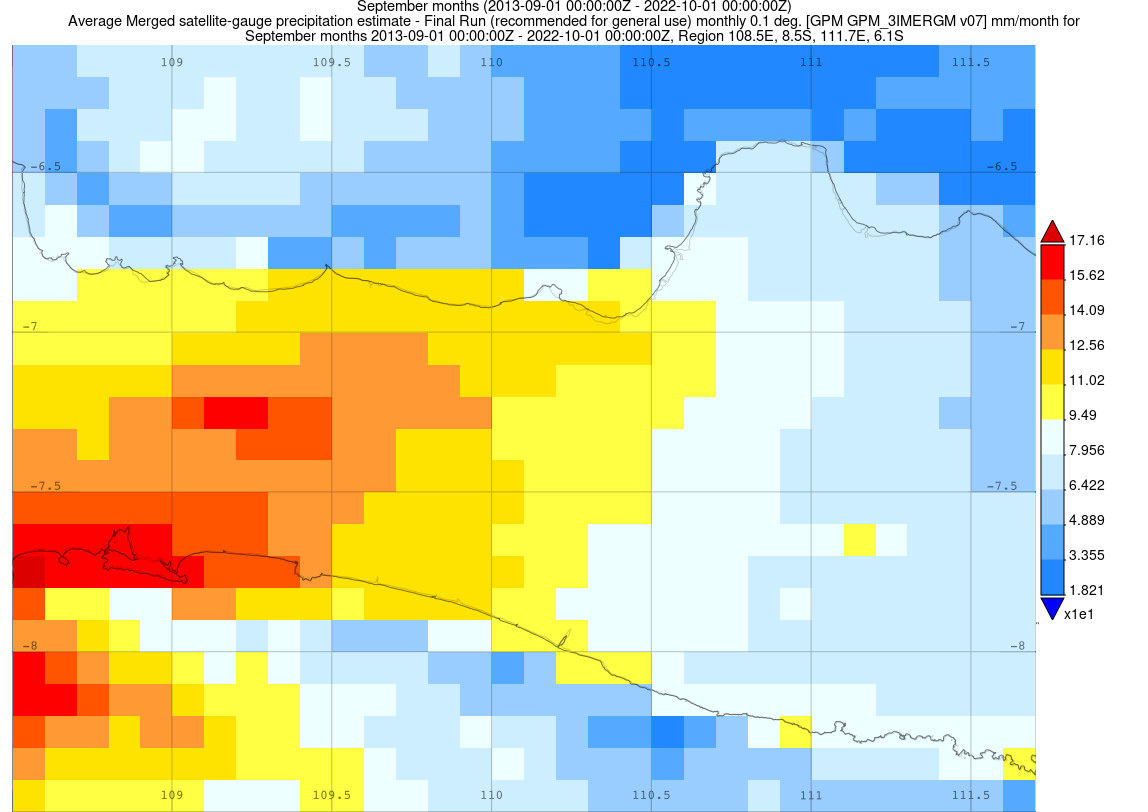 September months (2013-09-01 00:00:00Z - 2022-10-01 00:00:00Z)
Average Merged satellite-gauge precipitation estimate - Final Run (recommended for general use) monthly 0.1 deg. [GPM GPM_3IMERGM v07] mm/month for
September months 2013-09-01 00:00:00Z - 2022-10-01 00:00:00Z, Region 108.5E, 8.5S, 111.7E, 6.1S
109 109.5 110 110.5 111 111.5
-6.5 -6.5
17.16
15.62
14.09
-7 -7
12.56
11.02
9.49
7.956
-7.5 -7.5
6.422
4.889
3.355
1.821
x1e1
-8 -8
109 109.5 110 110.5 111 111.5